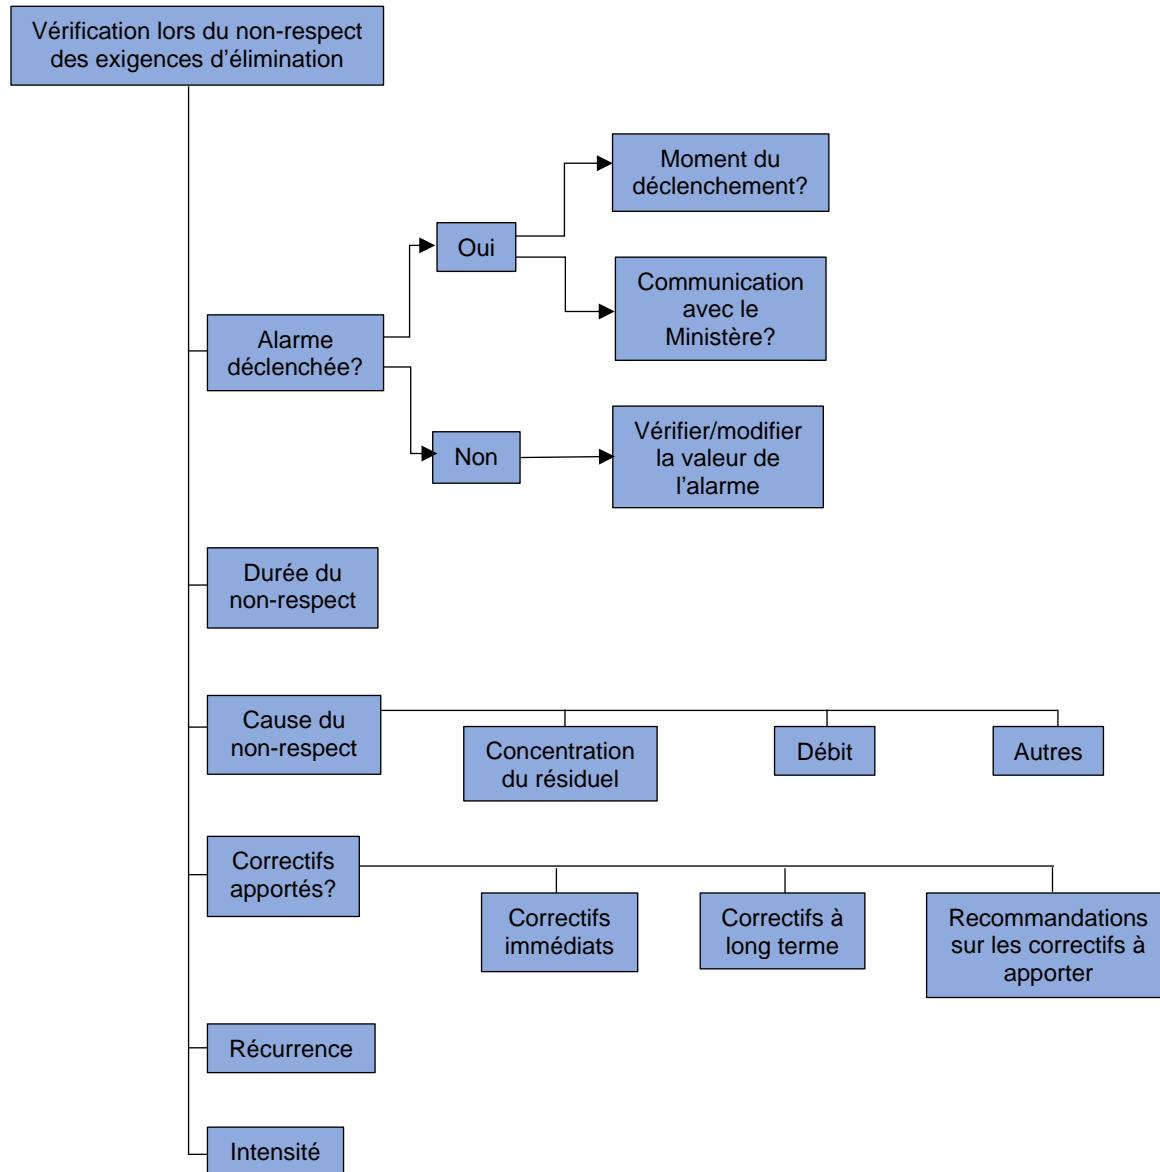 Vérification lors du non-respect
des exigences d’élimination
Moment du
déclenchement?
Oui
Communication
avec le
Ministère?
Alarme
déclenchée?
Non
Vérifier/modifier
la valeur de
l’alarme
Durée du
non-respect
Cause du
non-respect
Concentration
du résiduel
Débit
Autres
Correctifs
apportés?
Correctifs
immédiats
Correctifs à
long terme
Recommandations
sur les correctifs à
apporter
Récurrence
Intensité